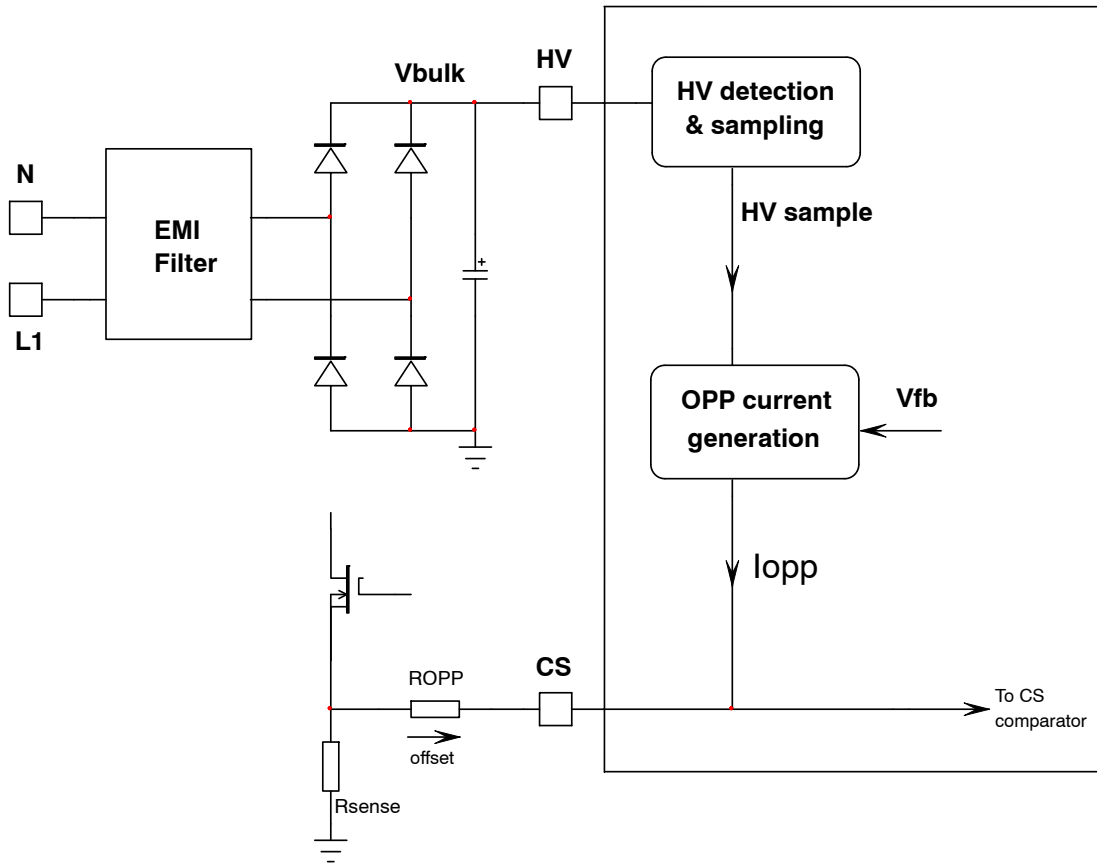 HV
Vbulk
HV detection
& sampling
N
EMI
Filter
L1
HV sample
+
OPP current
generation
Vfb
Iopp
ROPP
CS
offset
To CS
comparator
Rsense